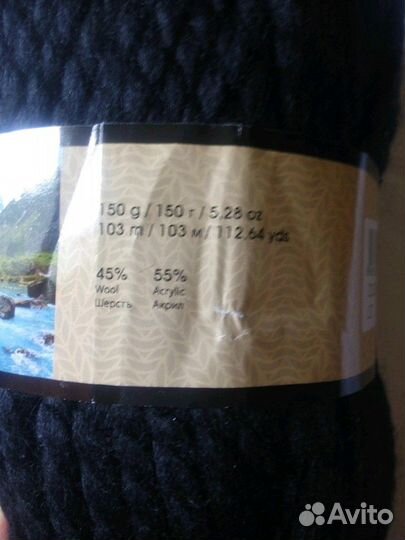 150 g / 150 г / 5.28 oz
103 m / 103 м / 112.64 yds
45% 55%
Wool Acrylic
Шерсть Акрил
Avito